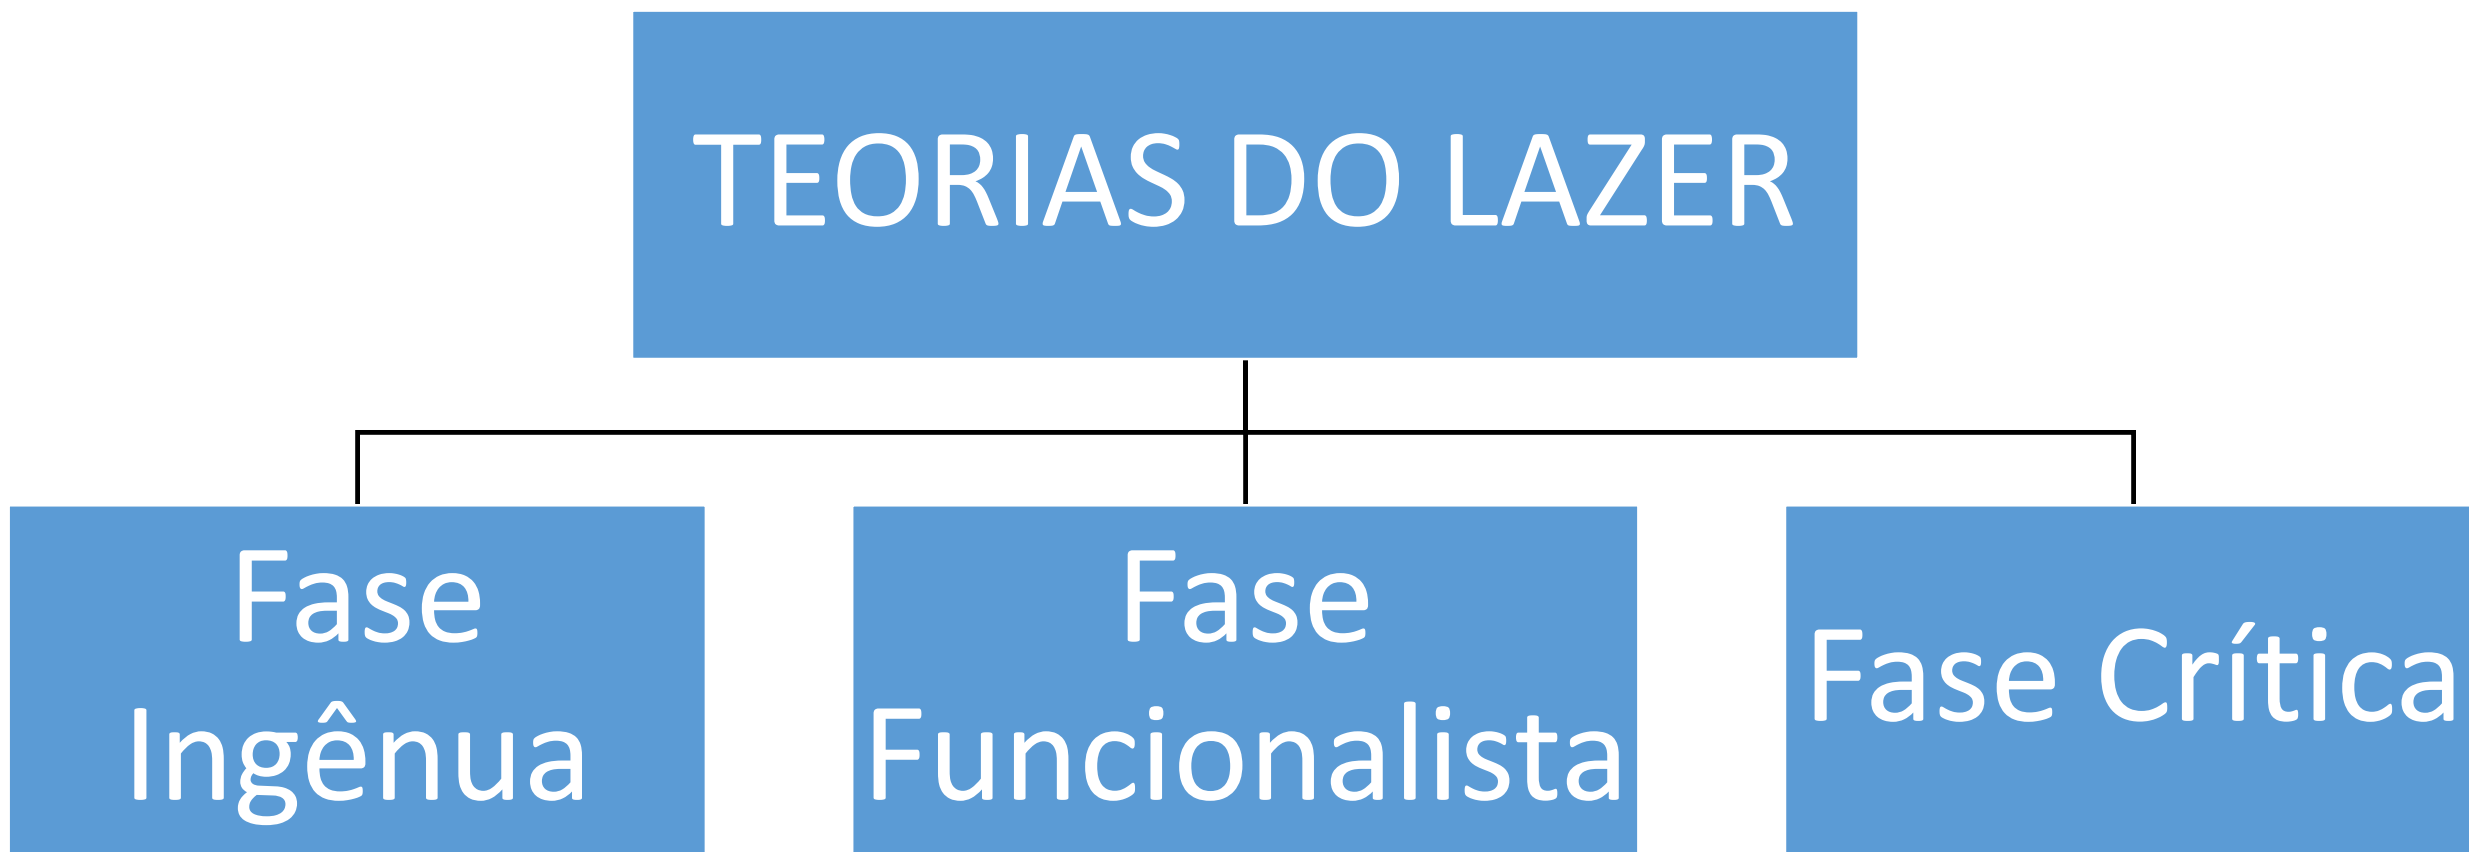 TEORIAS DO LAZER
Fase
Ingênua
Fase
Funcionalista
Fase Crítica